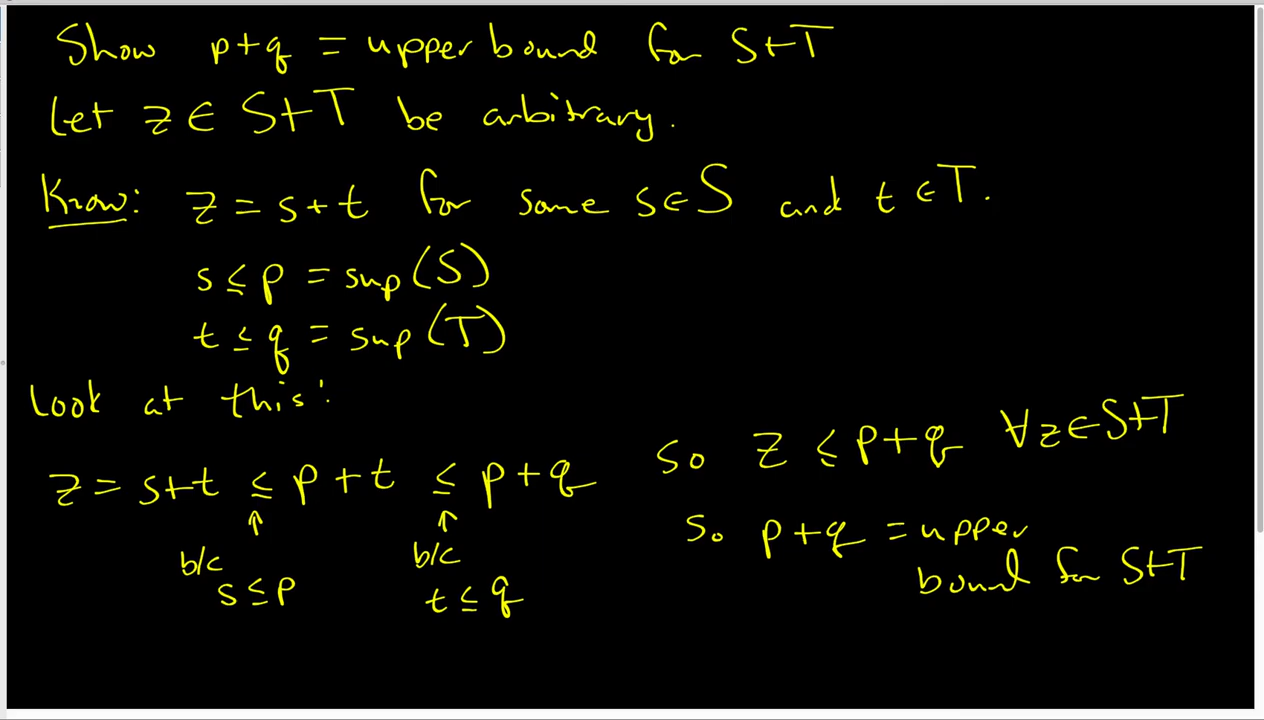 Show p+q = upper bound for S+T
Let z ∈ S+T be arbitrary.
Know: z = s+t for some s ∈ S and t ∈ T.
s ≤ p = sup(S)
t ≤ q = sup(T)
Look at this:
z = s+t ≤ p+t ≤ p+q
↑ ↑
b/c b/c
s ≤ p t ≤ q
So z ≤ p+q ∀z∈S+T
So p+q = upper
bound for S+T